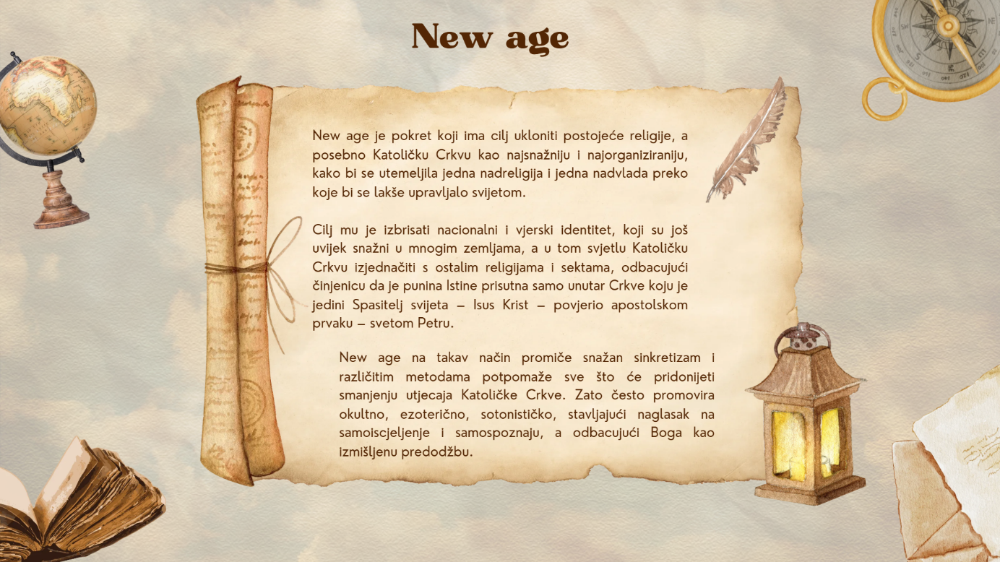 New age
New age je pokret koji ima cilj ukloniti postojeće religije, a
posebno Katoličku Crkvu kao najsnažniju i najorganiziraniju,
kako bi se utemeljila jedna nadreligija i jedna nadvlada preko
koje bi se lakše upravljalo svijetom.
Cilj mu je izbrisati nacionalni i vjerski identitet, koji su još
uvijek snažni u mnogim zemljama, a u tom svjetlu Katoličku
Crkvu izjednačiti s ostalim religijama i sektama, odbacujući
činjenicu da je punina Istine prisutna samo unutar Crkve koju je
jedini Spasitelj svijeta – Isus Krist – povjerio apostolskom
prvaku – svetom Petru.
New age na takav način promiče snažan sinkretizam i
različitim metodama potpomaže sve što će pridonijeti
smanjenju utjecaja Katoličke Crkve. Zato često promovira
okultno, ezoterično, sotonističko, stavljajući naglasak na
samoiscjeljenje i samospoznaju, a odbacujući Boga kao
izmišljenu predodžbu.